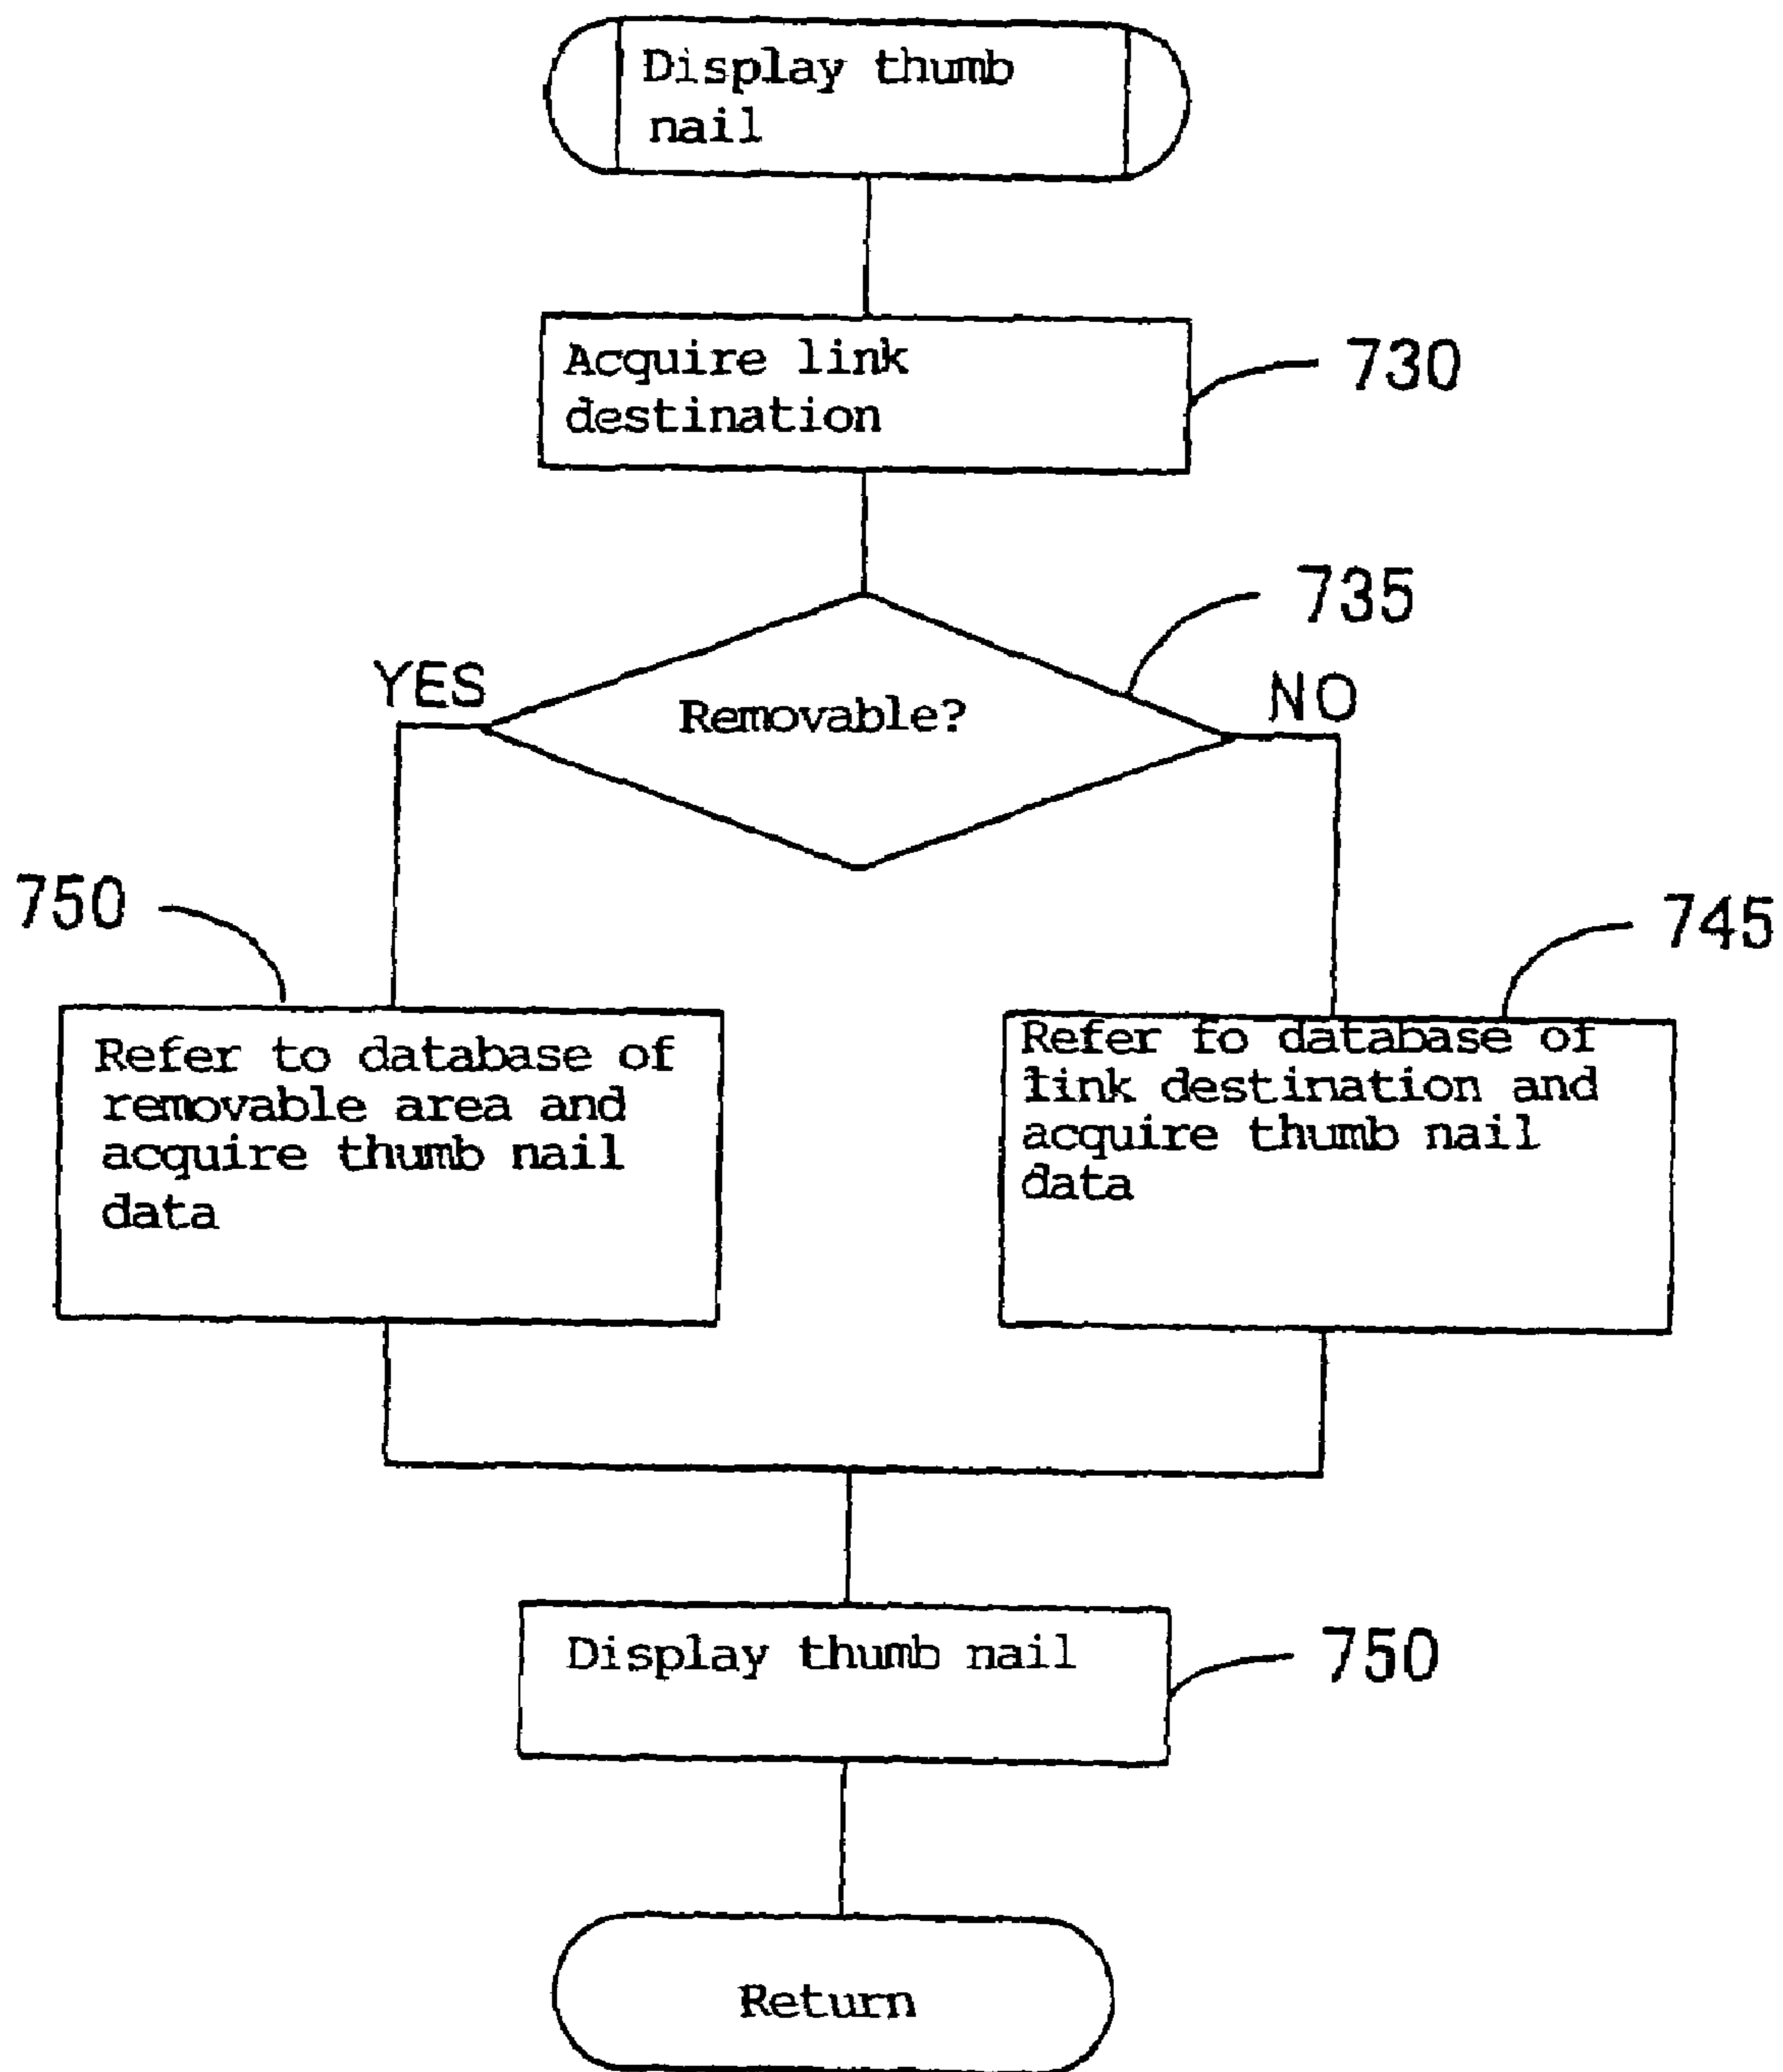 Display thumb
nail
Acquire link
destination
730
735
YES
Removable?
NO
750
745
Refer to database of
removable area and
acquire thumb nail
data
Refer fo database of
link destination and
acquire thumb nail
data
Display thumb nail
750
Return